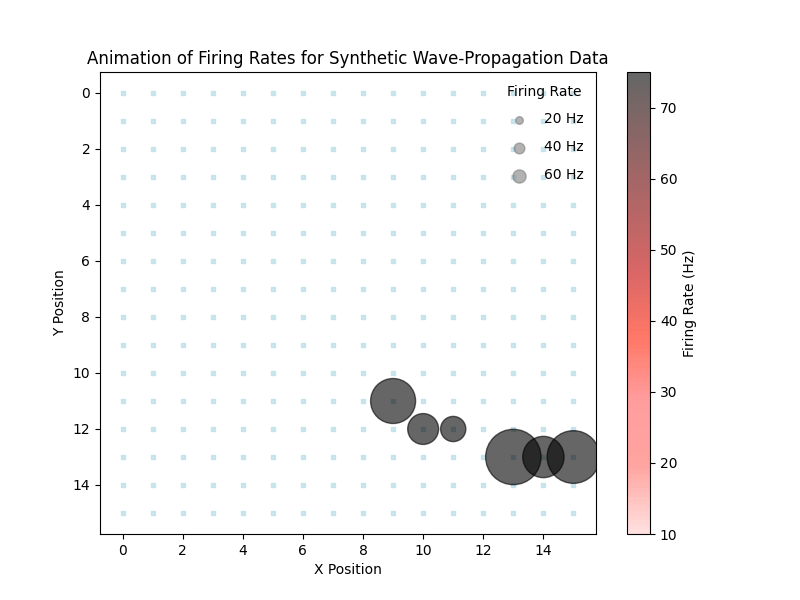 Animation of Firing Rates for Synthetic Wave-Propagation Data
Firing Rate
20 Hz
40 Hz
60 Hz
0
2
4
6
8
10
12
14
Y Position
0 2 4 6 8 10 12 14
X Position
70
60
50
40
30
20
10
Firing Rate (Hz)